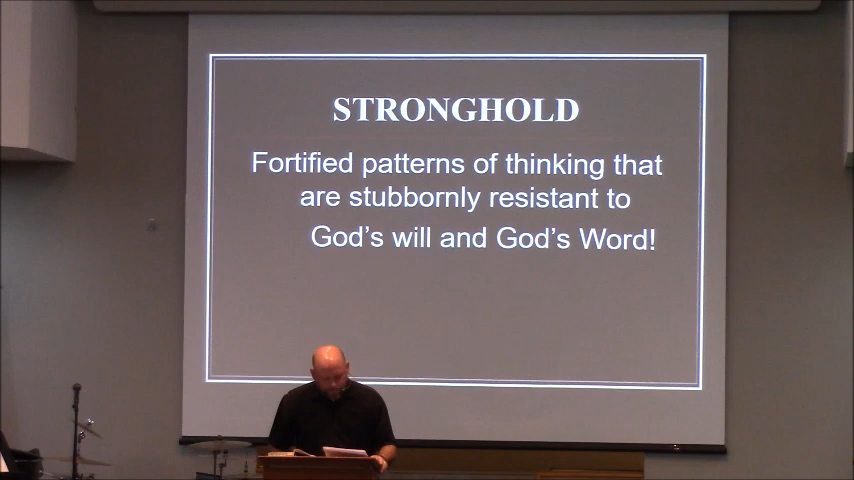 STRONGHOLD
Fortified patterns of thinking that
are stubbornly resistant to
God’s will and God’s Word!